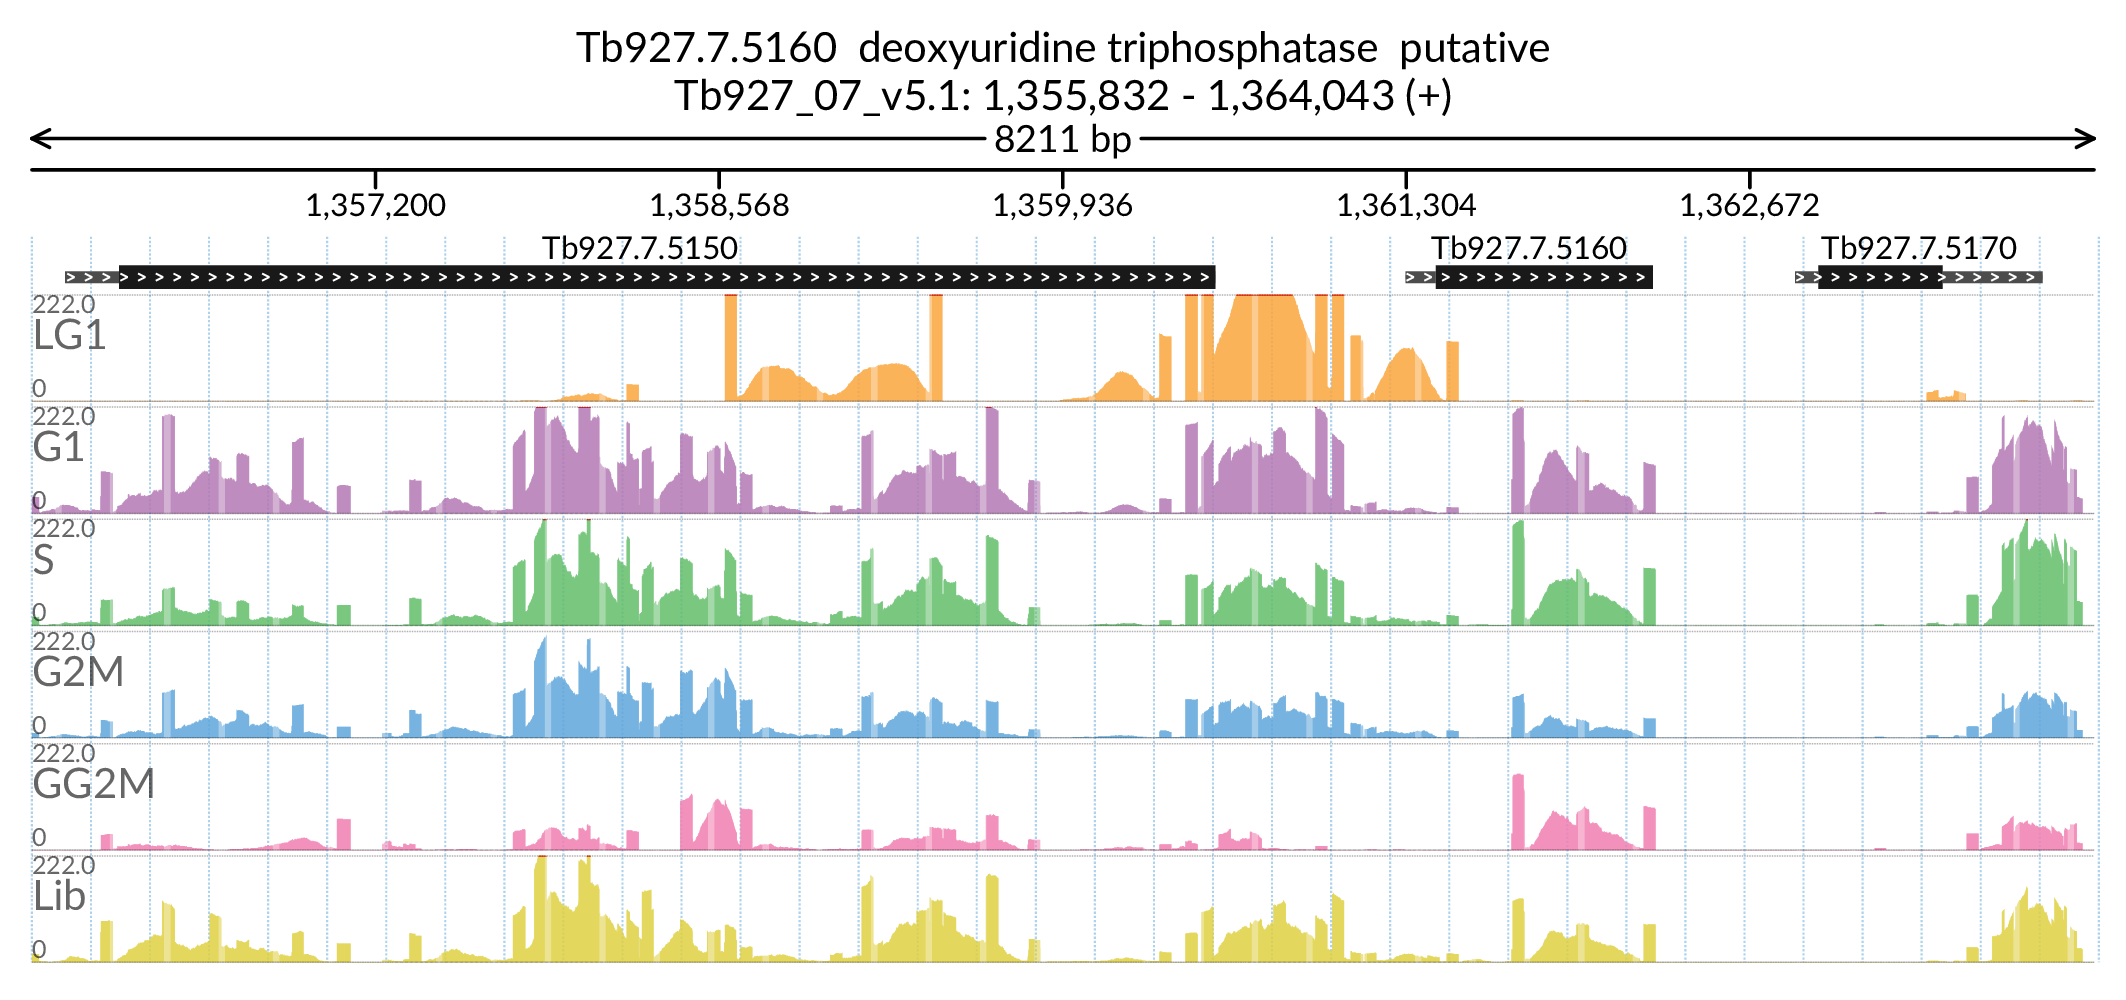 Tb927.7.5160  deoxyuridine triphosphatase  putative
Tb927_07_v5.1: 1,355,832 - 1,364,043 (+)
8211 bp
1,357,200 1,358,568 1,359,936 1,361,304 1,362,672
Tb927.7.5150 Tb927.7.5160 Tb927.7.5170
222.0
LG1
0
222.0
G1
0
222.0
S
0
222.0
G2M
0
222.0
GG2M
0
222.0
Lib
0